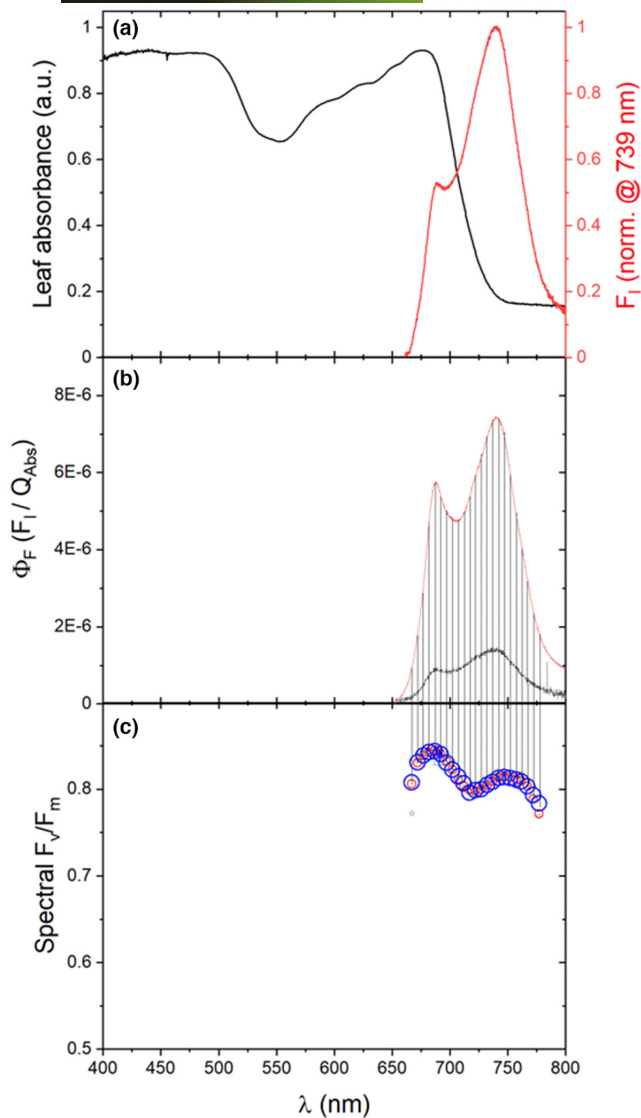 (a)
1
0.8
0.6
0.4
0.2
0
Leaf absorbance (a.u.)
1
0.8
0.6
0.4
0.2
0
F_I (norm. @ 739 nm)
(b)
8E-6
6E-6
4E-6
2E-6
0
Φ_F (F_I / Q_Abs)
(c)
0.8
0.7
0.6
0.5
Spectral F_v/F_m
400 450 500 550 600 650 700 750 800
λ (nm)